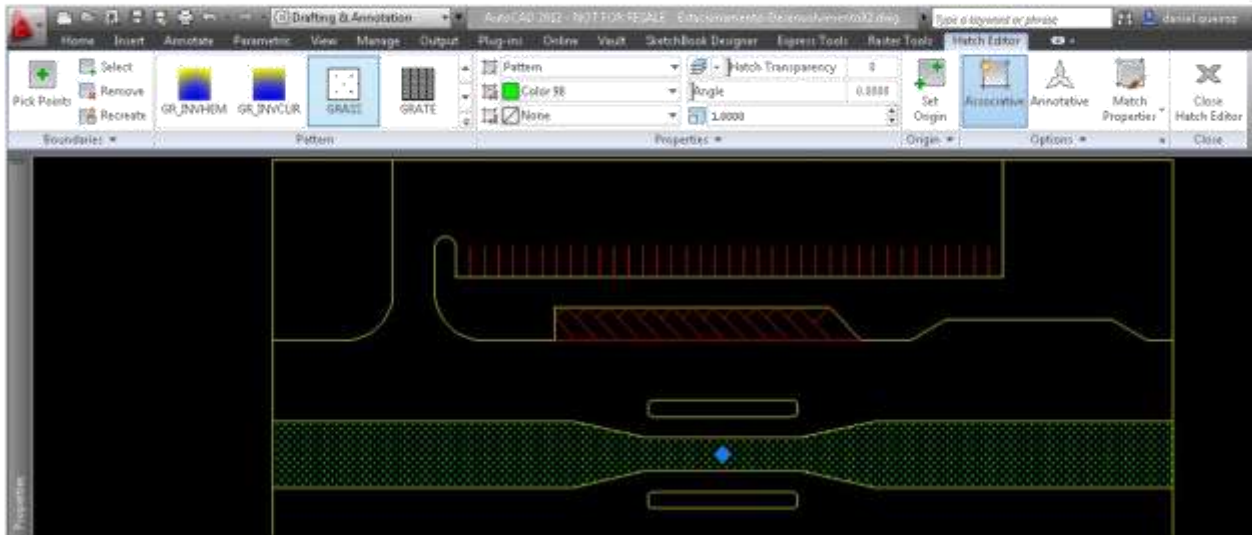 Drafting & Annotation
AutoCAD 2012 - NOT FOR RESALE
Type a keyword or phrase
Home Insert Annotate Parametric View Manage Output Plug-ins Online Vault SketchBook Designer Express Tools Raster Tools Hatch Editor
Pick Points
Select
Remove
Recreate
GR_INVHEM
GR_INVCUR
GRASS
GRATE
Pattern
Color 98
None
Hatch Transparency 0
Angle
1.0000
Set
Origin
Associative
Annotative
Match
Properties
Close
Hatch Editor
Boundaries Pattern Properties Origin Options Close
Properties